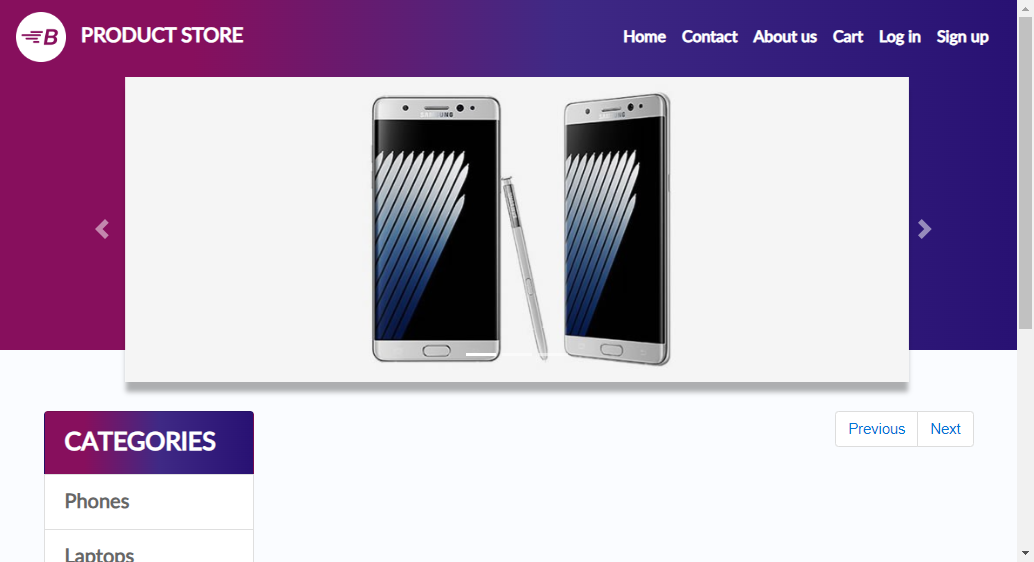 B PRODUCT STORE
Home Contact About us Cart Log in Sign up
SAMSUNG SAMSUNG
Previous Next
CATEGORIES
Phones
Laptops